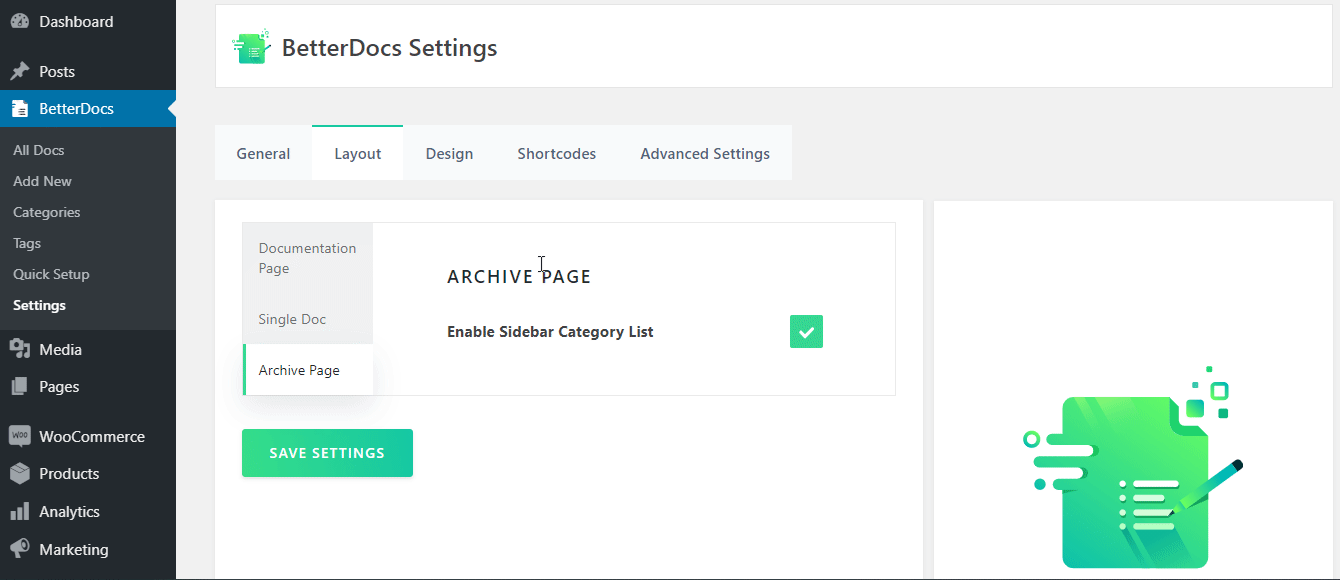 Dashboard
Posts
BetterDocs
All Docs
Add New
Categories
Tags
Quick Setup
Settings
Media
Pages
WOO WooCommerce
Products
Analytics
Marketing
BetterDocs Settings
General Layout Design Shortcodes Advanced Settings
Documentation
Page
Single Doc
Archive Page
ARCHIVE PAGE
Enable Sidebar Category List
SAVE SETTINGS